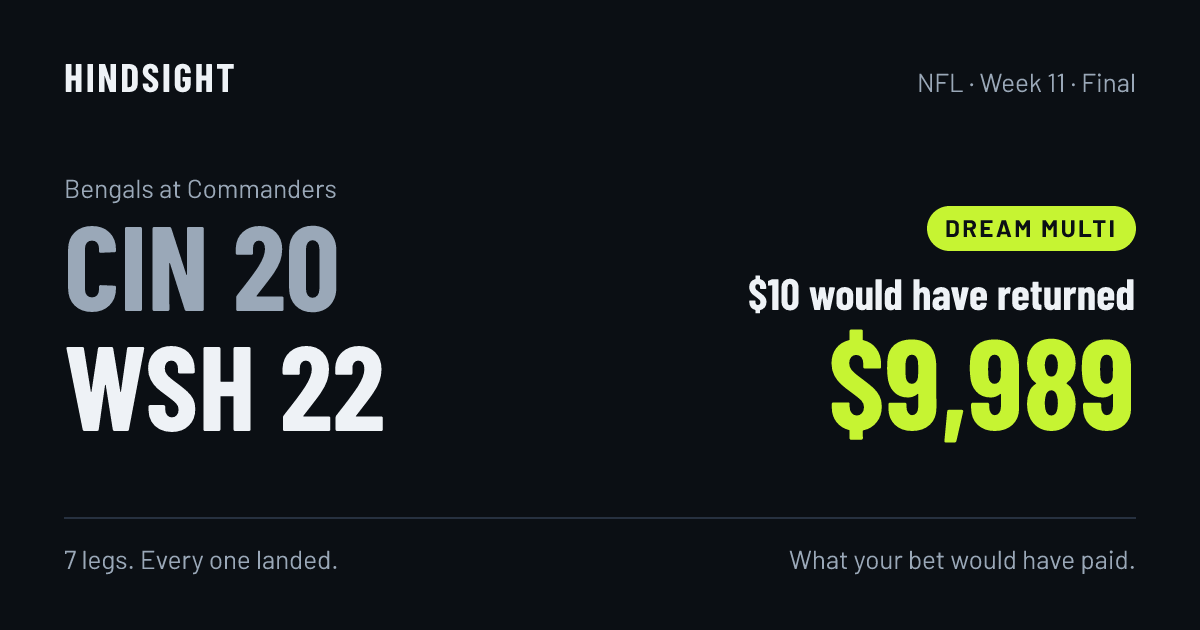 HINDSIGHT
NFL · Week 11 · Final
Bengals at Commanders
CIN 20
WSH 22
DREAM MULTI
$10 would have returned
$9,989
7 legs. Every one landed.
What your bet would have paid.